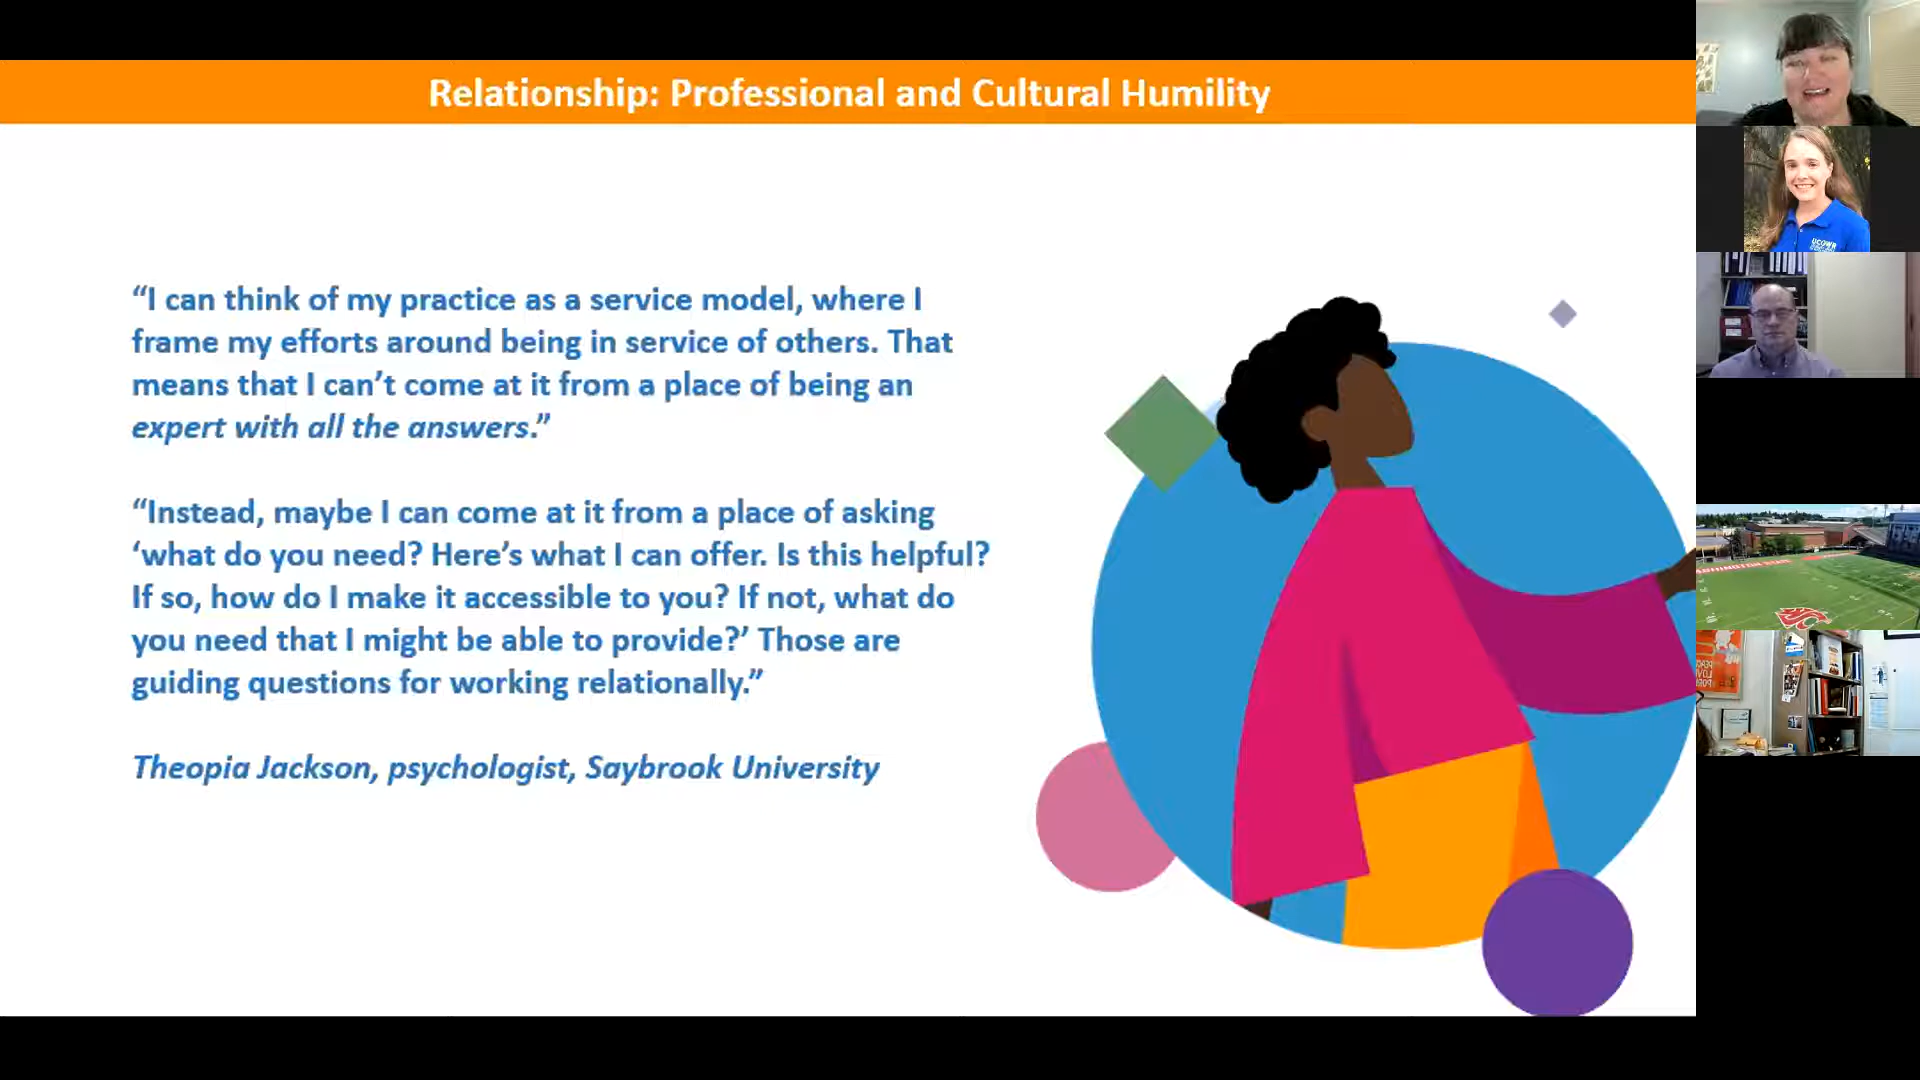 Relationship: Professional and Cultural Humility
“I can think of my practice as a service model, where I
frame my efforts around being in service of others. That
means that I can’t come at it from a place of being an
expert with all the answers.”
“Instead, maybe I can come at it from a place of asking
‘what do you need? Here’s what I can offer. Is this helpful?
If so, how do I make it accessible to you? If not, what do
you need that I might be able to provide?’ Those are
guiding questions for working relationally.”
Theopia Jackson, psychologist, Saybrook University
UCOWR